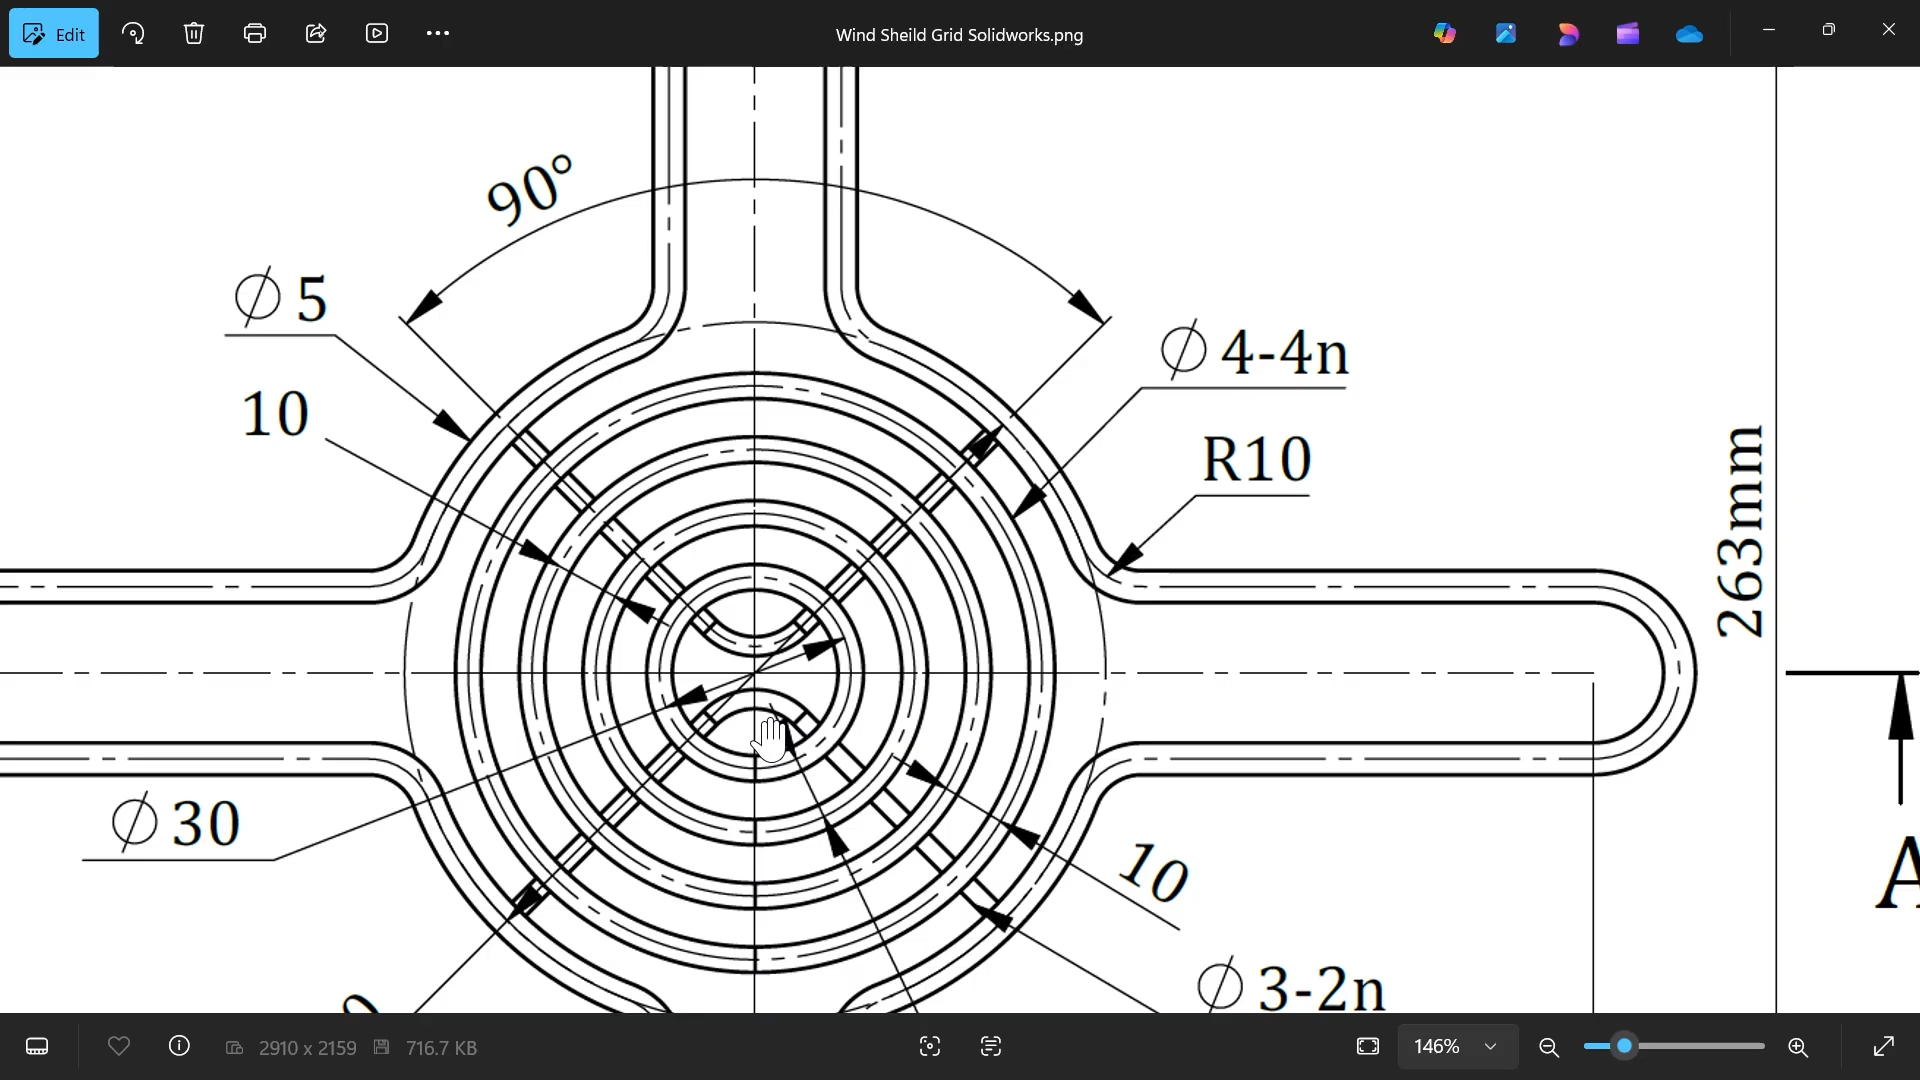 Edit
Wind Sheild Grid Solidworks.png
90°
∅ 5
∅ 4-4n
10
R10
263mm
∅ 30
10
A
∅ 3-2n
2910 x 2159
716.7 KB
146%